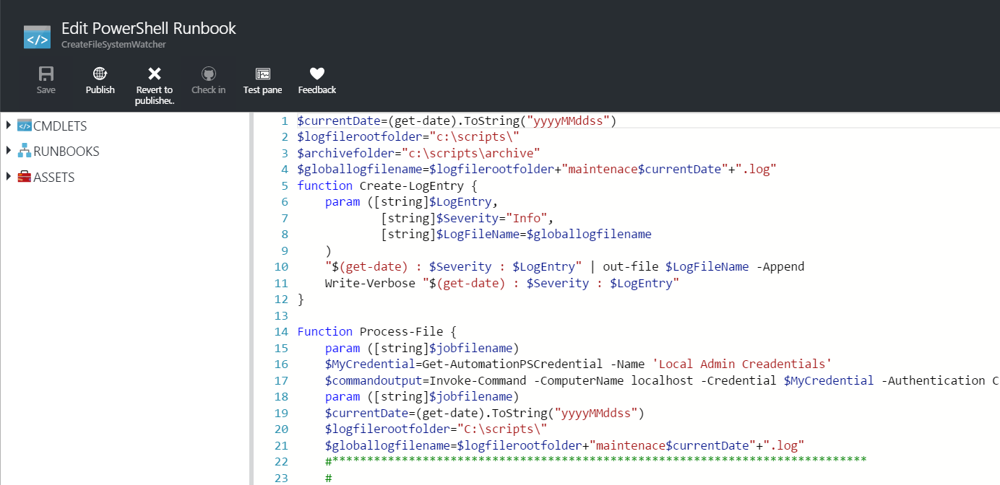 Edit PowerShell Runbook
CreateFileSystemWatcher
Save
Publish
Revert to
publishe..
Check in
Test pane
Feedback
CMDLETS
RUNBOOKS
ASSETS
1 $currentDate=(get-date).ToString("yyyyMMddss")
2 $logfilerootfolder="c:\scripts\"
3 $archivefolder="c:\scripts\archive"
4 $globallogfilename=$logfilerootfolder+"maintenace$currentDate"+".log"
5 function Create-LogEntry {
6     param ([string]$LogEntry,
7             [string]$Severity="Info",
8             [string]$LogFileName=$globallogfilename
9     )
10     "$(get-date) : $Severity : $LogEntry" | out-file $LogFileName -Append
11     Write-Verbose "$(get-date) : $Severity : $LogEntry"
12 }
13
14 Function Process-File {
15     param ([string]$jobfilename)
16     $MyCredential=Get-AutomationPSCredential -Name 'Local Admin Creadentials'
17     $commandoutput=Invoke-Command -ComputerName localhost -Credential $MyCredential -Authentication C
18     param ([string]$jobfilename)
19     $currentDate=(get-date).ToString("yyyyMMddss")
20     $logfilerootfolder="C:\scripts\"
21     $globallogfilename=$logfilerootfolder+"maintenace$currentDate"+".log"
22     #*****************************************************************************
23     #